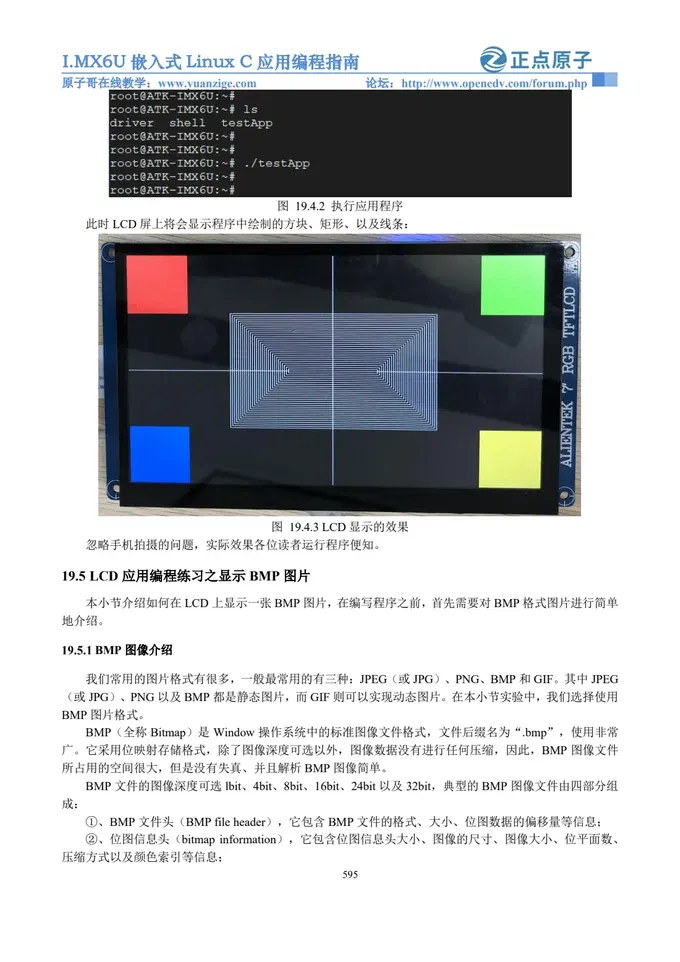 I.MX6U 嵌入式 Linux C 应用编程指南
正点原子
原子哥在线教学：www.yuanzige.com
论坛：http://www.openedv.com/forum.php
root@ATK-IMX6U:~#
root@ATK-IMX6U:~# ls
driver shell testApp
root@ATK-IMX6U:~#
root@ATK-IMX6U:~#
root@ATK-IMX6U:~# ./testApp
root@ATK-IMX6U:~#
root@ATK-IMX6U:~#
图 19.4.2 执行应用程序
此时 LCD 屏上将会显示程序中绘制的方块、矩形、以及线条：
ALIENTEK 7' RGB TFTLCD
图 19.4.3 LCD 显示的效果
忽略手机拍摄的问题，实际效果各位读者运行程序便知。
19.5 LCD 应用编程练习之显示 BMP 图片
本小节介绍如何在 LCD 上显示一张 BMP 图片，在编写程序之前，首先需要对 BMP 格式图片进行简单
地介绍。
19.5.1 BMP 图像介绍
我们常用的图片格式有很多，一般最常用的有三种：JPEG（或 JPG）、PNG、BMP 和 GIF。其中 JPEG
（或 JPG）、PNG 以及 BMP 都是静态图片，而 GIF 则可以实现动态图片。在本小节实验中，我们选择使用
BMP 图片格式。
BMP（全称 Bitmap）是 Window 操作系统中的标准图像文件格式，文件后缀名为“.bmp”，使用非常
广。它采用位映射存储格式，除了图像深度可选以外，图像数据没有进行任何压缩，因此，BMP 图像文件
所占用的空间很大，但是没有失真、并且解析 BMP 图像简单。
BMP 文件的图像深度可选 lbit、4bit、8bit、16bit、24bit 以及 32bit，典型的 BMP 图像文件由四部分组
成：
①、BMP 文件头（BMP file header），它包含 BMP 文件的格式、大小、位图数据的偏移量等信息；
②、位图信息头（bitmap information），它包含位图信息头大小、图像的尺寸、图像大小、位平面数、
压缩方式以及颜色索引等信息；
595